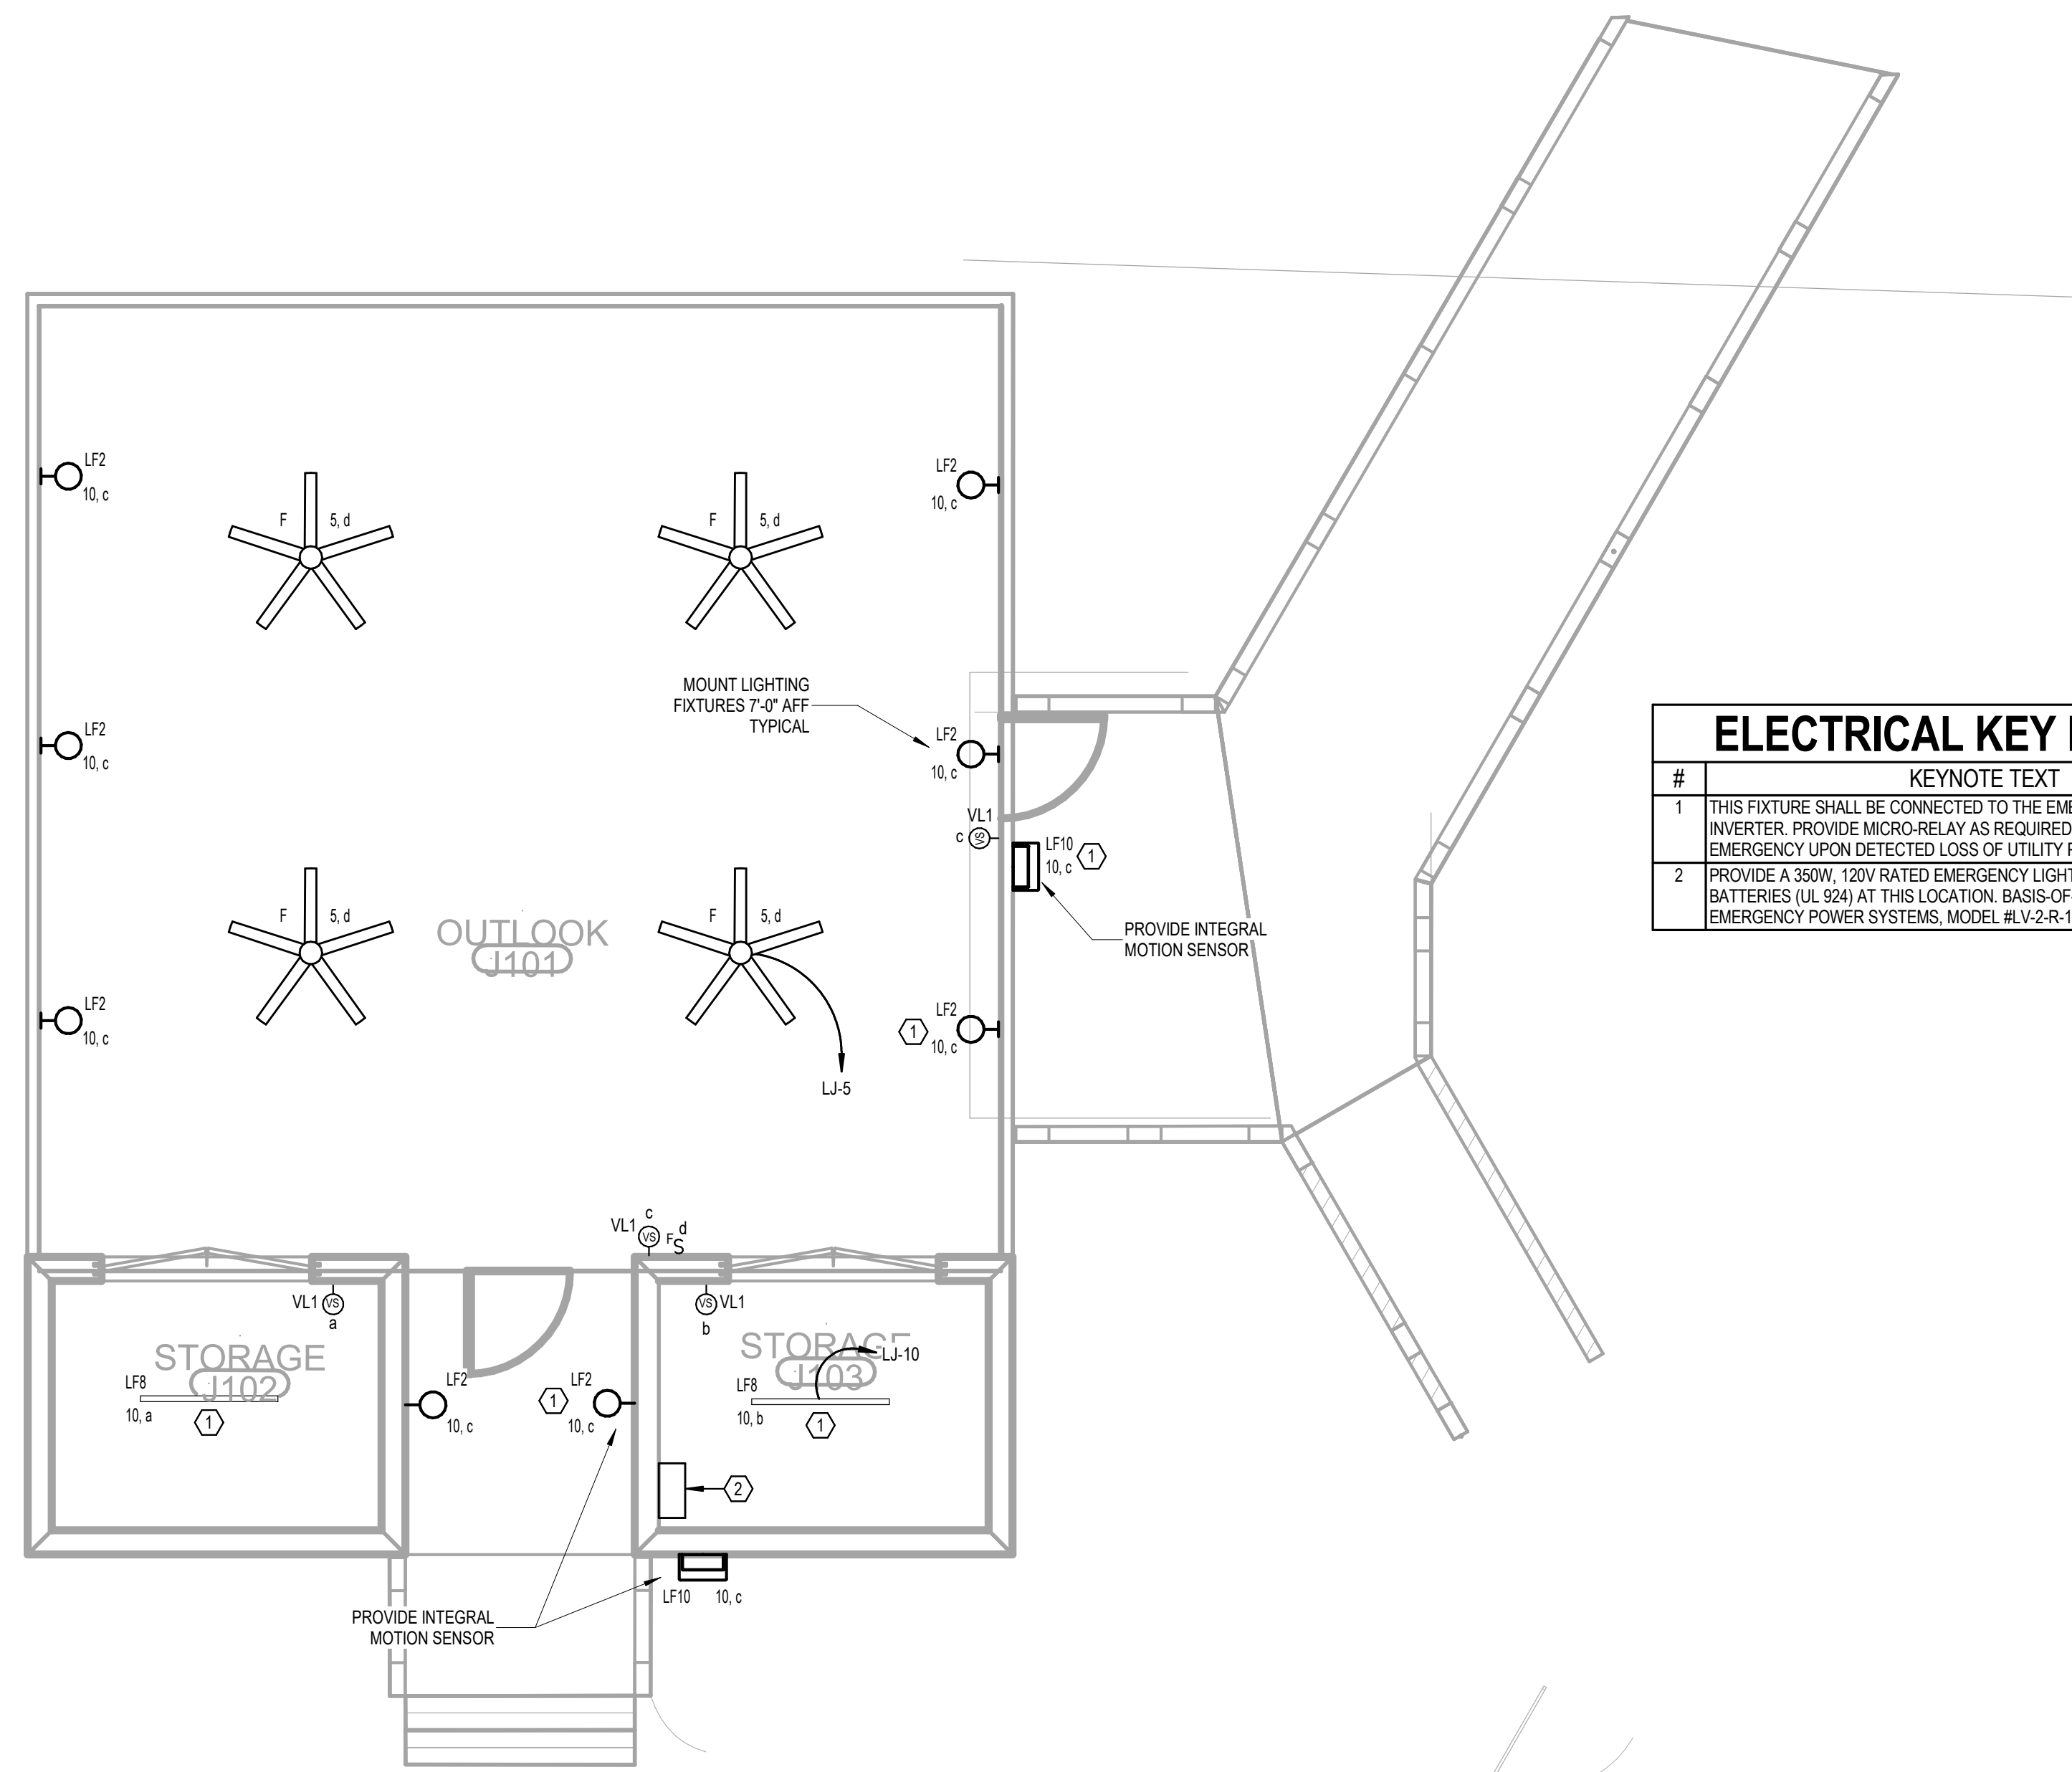 LF2
10, c
F 5, d
F 5, d
LF2
10, c
MOUNT LIGHTING
FIXTURES 7'-0" AFF
TYPICAL
LF2
10, c
LF2
10, c
VL1
c VS
LF10
10, c
1
PROVIDE INTEGRAL
MOTION SENSOR
F 5, d
F 5, d
OUTLOOK
J101
LF2
10, c
1
LF2
10, c
LJ-5
ELECTRICAL KEY
# KEYNOTE TEXT
1 THIS FIXTURE SHALL BE CONNECTED TO THE
INVERTER. PROVIDE MICRO-RELAY AS REQUIRED
EMERGENCY UPON DETECTED LOSS OF UTILITY
2 PROVIDE A 350W, 120V RATED EMERGENCY LIGHT
BATTERIES (UL 924) AT THIS LOCATION. BASIS-OF-
EMERGENCY POWER SYSTEMS, MODEL #LV-2-R-1
c
VL1 VS
d
F S
VL1 VS
a
VS VL1
b
STORAGE
J102
LF8
10, a
1
LF2
10, c
1
LF2
10, c
STORAGE
J103
LJ-10
LF8
10, b
1
2
LF10 10, c
PROVIDE INTEGRAL
MOTION SENSOR